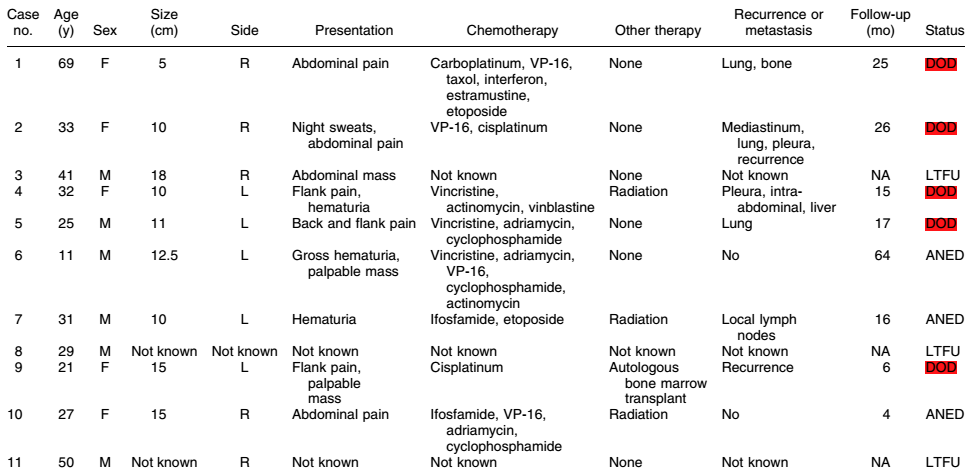 Case Age Size Recurrence or Follow-up
no. (y) Sex (cm) Side Presentation Chemotherapy Other therapy metastasis (mo) Status
1 69 F 5 R Abdominal pain Carboplatinum, VP-16, None Lung, bone 25 DOD
taxol, interferon,
estramustine,
etoposide
2 33 F 10 R Night sweats, VP-16, cisplatinum None Mediastinum, 26 DOD
abdominal pain lung, pleura,
recurrence
3 41 M 18 R Abdominal mass Not known None Not known NA LTFU
4 32 F 10 L Flank pain, Vincristine, Radiation Pleura, intra- 15 DOD
hematuria actinomycin, vinblastine abdominal, liver
5 25 M 11 L Back and flank pain Vincristine, adriamycin, None Lung 17 DOD
cyclophosphamide
6 11 M 12.5 L Gross hematuria, Vincristine, adriamycin, None No 64 ANED
palpable mass VP-16,
cyclophosphamide,
actinomycin
7 31 M 10 L Hematuria Ifosfamide, etoposide Radiation Local lymph 16 ANED
nodes
8 29 M Not known Not known Not known Not known Not known Not known NA LTFU
9 21 F 15 L Flank pain, Cisplatinum Autologous Recurrence 6 DOD
palpable bone marrow
mass transplant
10 27 F 15 R Abdominal pain Ifosfamide, VP-16, Radiation No 4 ANED
adriamycin,
cyclophosphamide
11 50 M Not known R Not known Not known None Not known NA LTFU